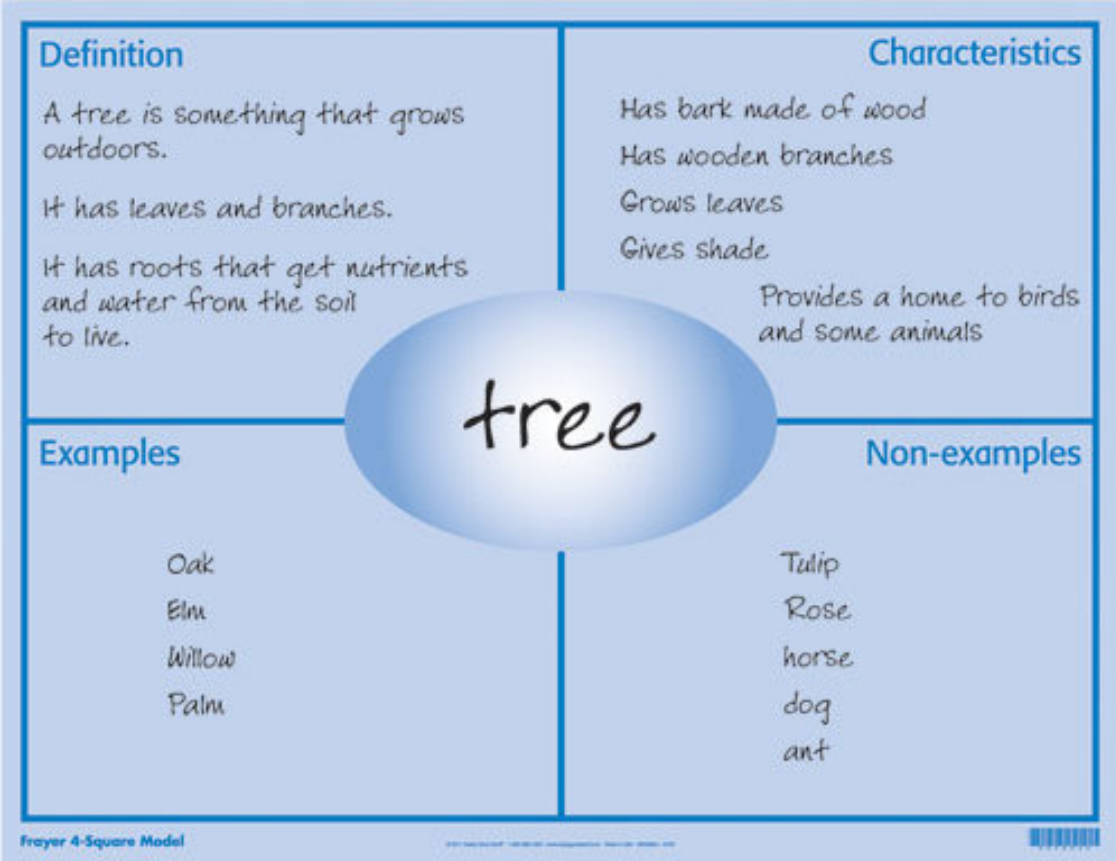 Definition
A tree is something that grows
outdoors.
It has leaves and branches.
It has roots that get nutrients
and water from the soil
to live.
Characteristics
Has bark made of wood
Has wooden branches
Grows leaves
Gives shade
Provides a home to birds
and some animals
tree
Examples
Oak
Elm
Willow
Palm
Non-examples
Tulip
Rose
horse
dog
ant
Frayer 4-Square Model